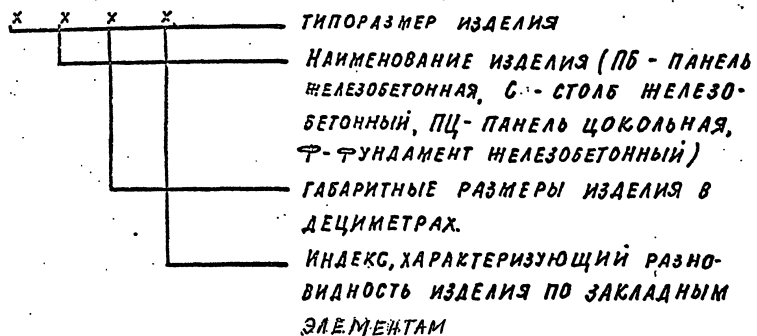 х х х х
ТИПОРАЗМЕР ИЗДЕЛИЯ
НАИМЕНОВАНИЕ ИЗДЕЛИЯ (ПБ - ПАНЕЛЬ
ЖЕЛЕЗОБЕТОННАЯ, С - СТОЛБ ЖЕЛЕЗО-
БЕТОННЫЙ, ПЦ- ПАНЕЛЬ ЦОКОЛЬНАЯ,
Ф- ФУНДАМЕНТ ЖЕЛЕЗОБЕТОННЫЙ)
ГАБАРИТНЫЕ РАЗМЕРЫ ИЗДЕЛИЯ В
ДЕЦИМЕТРАХ.
ИНДЕКС, ХАРАКТЕРИЗУЮЩИЙ РАЗНО-
ВИДНОСТЬ ИЗДЕЛИЯ ПО ЗАКЛАДНЫМ
ЭЛЕМЕНТАМ